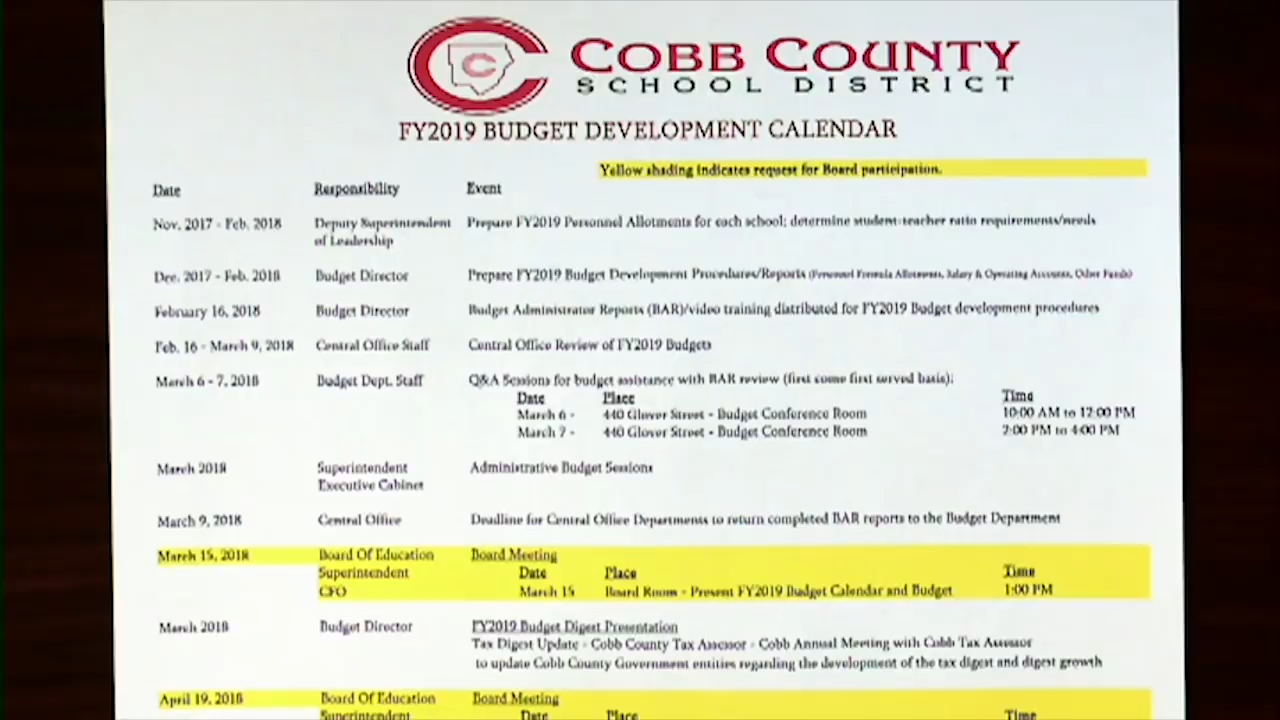 C
COBB COUNTY
SCHOOL DISTRICT
FY2019 BUDGET DEVELOPMENT CALENDAR
Yellow shading indicates request for Board participation.
Date Responsibility Event
Nov. 2017 - Feb. 2018 Deputy Superintendent Prepare FY2019 Personnel Allotments for each school; determine student-teacher ratio requirements/needs
of Leadership
Dec. 2017 - Feb. 2018 Budget Director Prepare FY2019 Budget Development Procedures/Reports (Personnel Formula Allotments, Salary & Operating Accounts, Other Funds)
February 16, 2018 Budget Director Budget Administrator Reports (BAR)/video training distributed for FY2019 Budget development procedures
Feb. 16 - March 9, 2018 Central Office Staff Central Office Review of FY2019 Budgets
March 6 - 7, 2018 Budget Dept. Staff Q&A Sessions for budget assistance with BAR review (first come first served basis):
Date Place Time
March 6 - 440 Glover Street - Budget Conference Room 10:00 AM to 12:00 PM
March 7 - 440 Glover Street - Budget Conference Room 2:00 PM to 4:00 PM
March 2018 Superintendent Administrative Budget Sessions
Executive Cabinet
March 9, 2018 Central Office Deadline for Central Office Departments to return completed BAR reports to the Budget Department
March 15, 2018 Board Of Education Board Meeting
Superintendent Date Place Time
CFO March 15 Board Room - Present FY2019 Budget Calendar and Budget 1:00 PM
March 2018 Budget Director FY2019 Budget Digest Presentation
Tax Digest Update - Cobb County Tax Assessor - Cobb Annual Meeting with Cobb Tax Assessor
to update Cobb County Government entities regarding the development of the tax digest and digest growth
April 19, 2018 Board Of Education Board Meeting
Superintendent Date Place Time